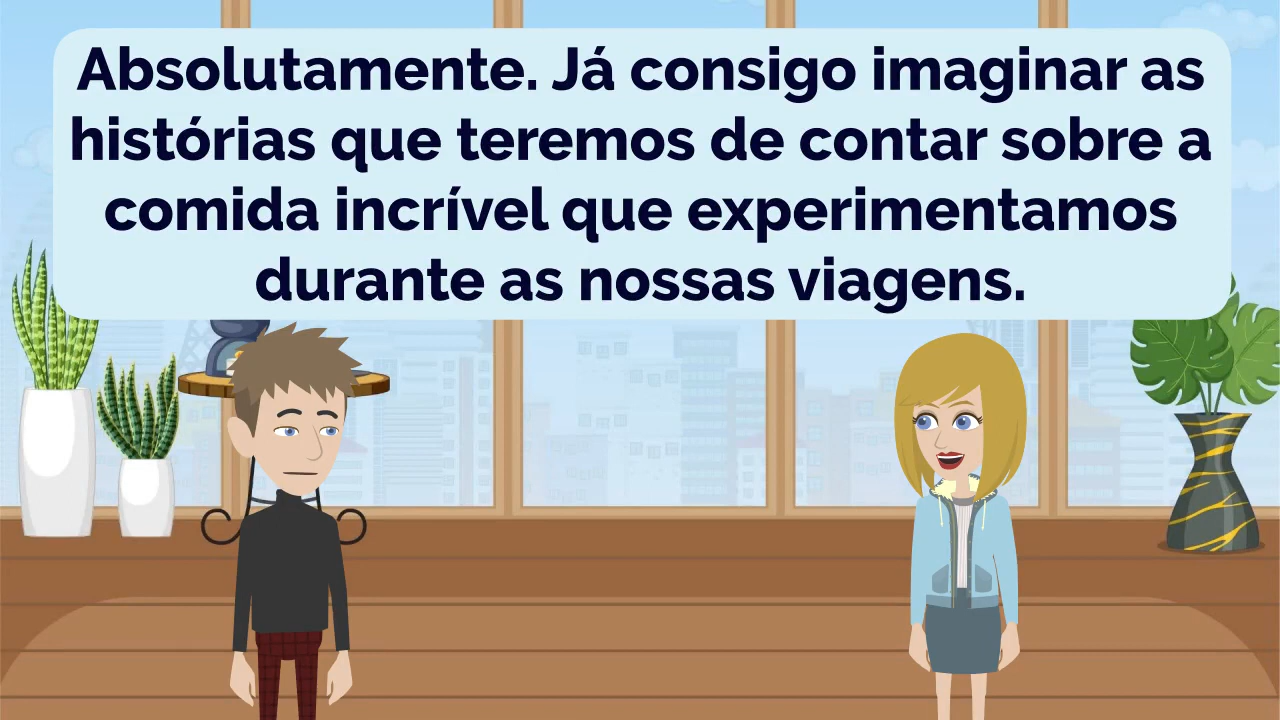 Absolutamente. Já consigo imaginar as
histórias que teremos de contar sobre a
comida incrível que experimentamos
durante as nossas viagens.